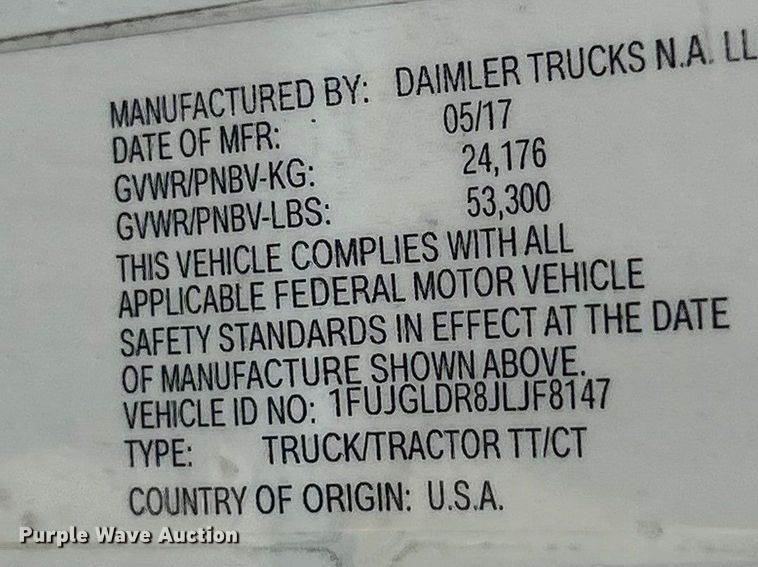 MANUFACTURED BY: DAIMLER TRUCKS N.A. LL
DATE OF MFR: 05/17
GVWR/PNBV-KG: 24,176
GVWR/PNBV-LBS: 53,300
THIS VEHICLE COMPLIES WITH ALL
APPLICABLE FEDERAL MOTOR VEHICLE
SAFETY STANDARDS IN EFFECT AT THE DATE
OF MANUFACTURE SHOWN ABOVE.
VEHICLE ID NO: 1FUJGLDR8JLJF8147
TYPE: TRUCK/TRACTOR TT/CT
COUNTRY OF ORIGIN: U.S.A.
Purple Wave Auction